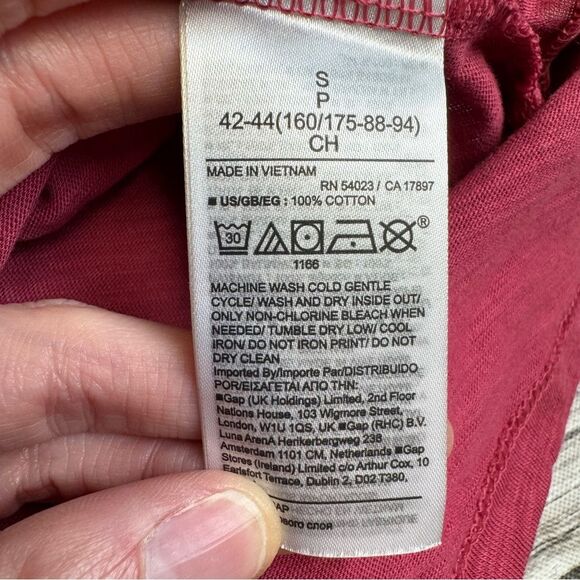 S
P
42-44(160/175-88-94)
CH
MADE IN VIETNAM
RN 54023 / CA 17897
■ US/GB/EG : 100% COTTON
30
®
1166
MACHINE WASH COLD GENTLE
CYCLE/ WASH AND DRY INSIDE OUT/
ONLY NON-CHLORINE BLEACH WHEN
NEEDED/ TUMBLE DRY LOW/ COOL
IRON/ DO NOT IRON PRINT/ DO NOT
DRY CLEAN
Imported By/Importe Par/DISTRIBUIDO
POR/ΕΙΣΑΓΕΤΑΙ ΑΠΟ ΤΗΝ:
■Gap (UK Holdings) Limited, 2nd Floor
Nations House, 103 Wigmore Street,
London, W1U 1QS, UK ■Gap (RHC) B.V.
Luna ArenA Herikerbergweg 238
Amsterdam 1101 CM, Netherlands ■Gap
Stores (Ireland) Limited c/o Arthur Cox, 10
Earlsfort Terrace, Dublin 2, D02 T380,